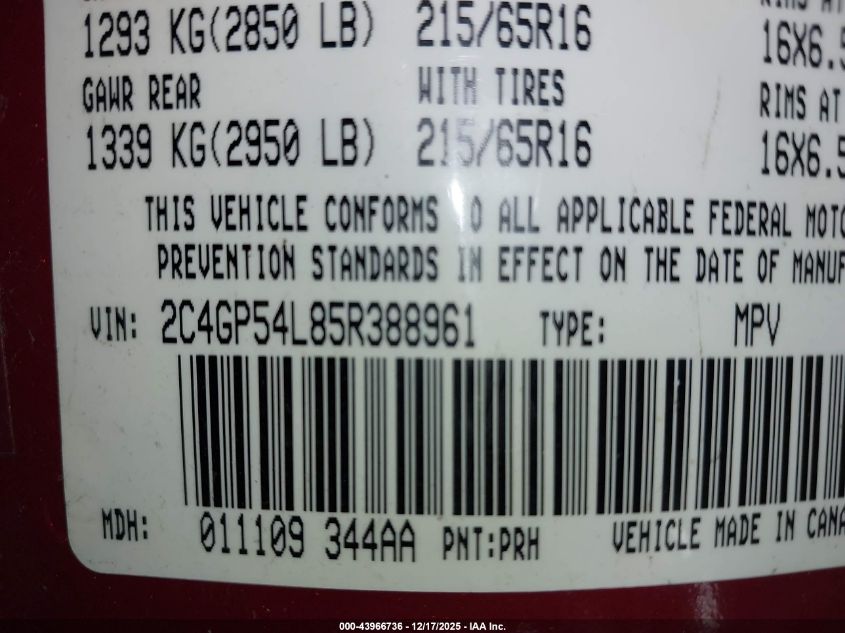 1293 KG(2850 LB) 215/65R16 16X6.5
GAWR REAR WITH TIRES RIMS AT
1339 KG(2950 LB) 215/65R16 16X6.5
THIS VEHICLE CONFORMS TO ALL APPLICABLE FEDERAL MOTO
PREVENTION STANDARDS IN EFFECT ON THE DATE OF MANUF
VIN: 2C4GP54L85R388961 TYPE: MPV
MDH: 011109 344AA PNT:PRH VEHICLE MADE IN CANA
000-43966736 - 12/17/2025 - IAA Inc.